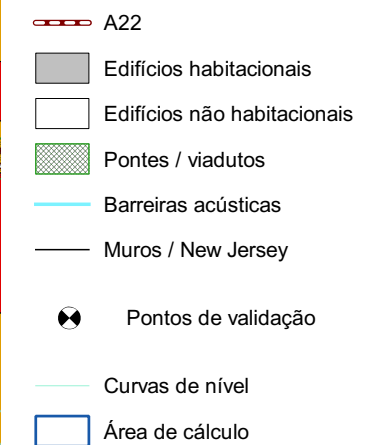 A22
Edifícios habitacionais
Edifícios não habitacionais
Pontes / viadutos
Barreiras acústicas
Muros / New Jersey
Pontos de validação
Curvas de nível
Área de cálculo